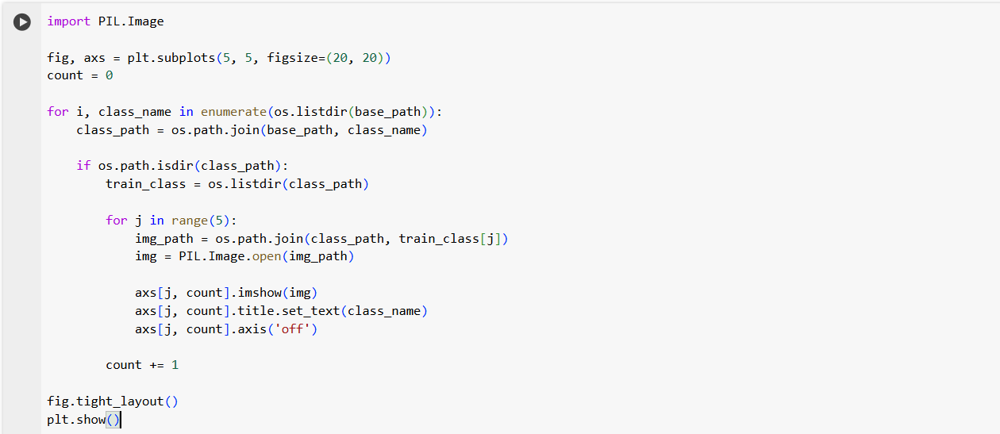 import PIL.Image
fig, axs = plt.subplots(5, 5, figsize=(20, 20))
count = 0
for i, class_name in enumerate(os.listdir(base_path)):
    class_path = os.path.join(base_path, class_name)
    if os.path.isdir(class_path):
        train_class = os.listdir(class_path)
        for j in range(5):
            img_path = os.path.join(class_path, train_class[j])
            img = PIL.Image.open(img_path)
            axs[j, count].imshow(img)
            axs[j, count].title.set_text(class_name)
            axs[j, count].axis('off')
        count += 1
fig.tight_layout()
plt.show()